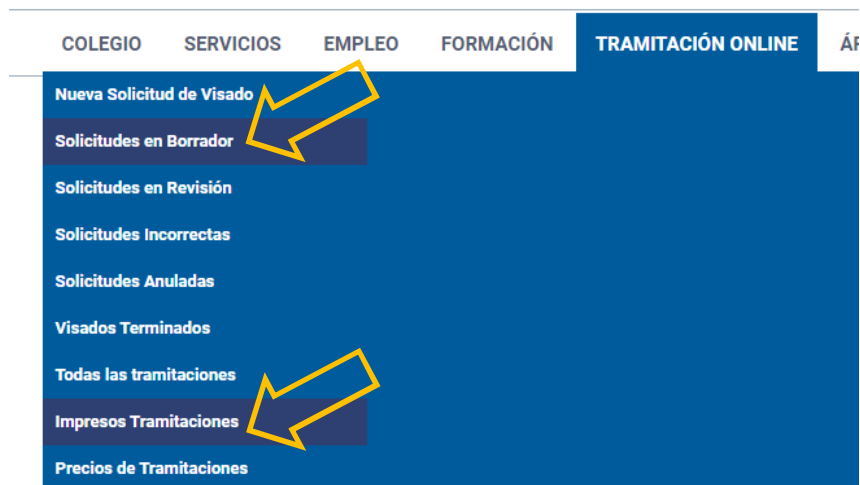 COLEGIO SERVICIOS EMPLEO FORMACIÓN TRAMITACIÓN ONLINE
Nueva Solicitud de Visado
Solicitudes en Borrador
Solicitudes en Revisión
Solicitudes Incorrectas
Solicitudes Anuladas
Visados Terminados
Todas las tramitaciones
Impresos Tramitaciones
Precios de Tramitaciones